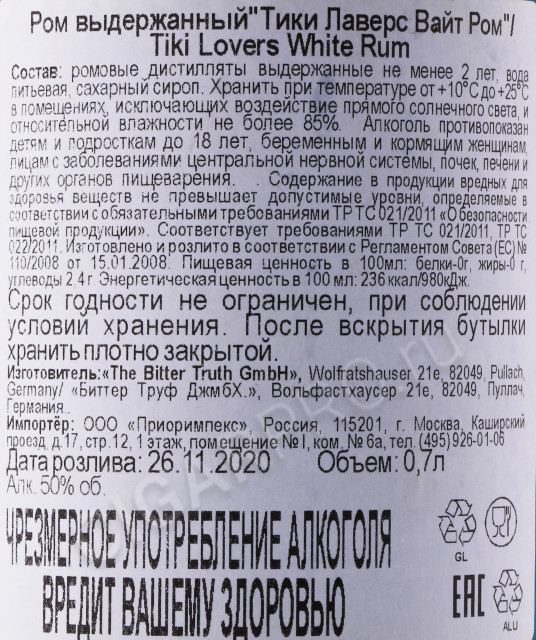 Ром выдержанный"Тики Лаверс Вайт Ром"/
Tiki Lovers White Rum
Состав: ромовые дистилляты выдержанные не менее 2 лет, вода
питьевая, сахарный сироп. Хранить при температуре от +10°С до +25°С
в помещениях, исключающих воздействие прямого солнечного света, и
относительной влажности не более 85%. Алкоголь противопоказан
детям и подросткам до 18 лет, беременным и кормящим женщинам,
лицам с заболеваниями центральной нервной системы, почек, печени и
других органов пищеварения. . Содержание в продукции вредных для
здоровья веществ не превышает допустимые уровни, определяемые в
соответствии с обязательными требованиями ТР ТС 021/2011 «О безопасности
пищевой продукции». Соответствует требованиями ТР ТС 021/2011, ТР ТС
022/2011. Изготовлено и розлито в соответствии с Регламентом Совета (ЕС) №
110/2008 от 15.01.2008. Пищевая ценность в 100мл: белки-0г, жиры-0 г,
углеводы 2,4 г. Энергетическая ценность в 100 мл: 236 ккал/980кДж.
Срок годности не ограничен, при соблюдении
условий хранения. После вскрытия бутылки
хранить плотно закрытой.
Изготовитель:«The Bitter Truth GmbH», Wolfratshauser 21e, 82049, Pullach,
Germany/ «Биттер Труф ДжмбХ.», Вольфастхаузер 21е, 82049, Пуллач,
Германия..
Импортёр: ООО «Приоримпекс», Россия, 115201, г. Москва, Каширский
проезд, д.17, стр.12, 1 этаж, помещение № I, ком. № 6а, тел. (495) 926-01-06
Дата розлива: 26.11.2020 Объем: 0,7л
Алк. 50% об.
ЧРЕЗМЕРНОЕ УПОТРЕБЛЕНИЕ АЛКОГОЛЯ
ВРЕДИТ ВАШЕМУ ЗДОРОВЬЮ
GL
EAC
ALU